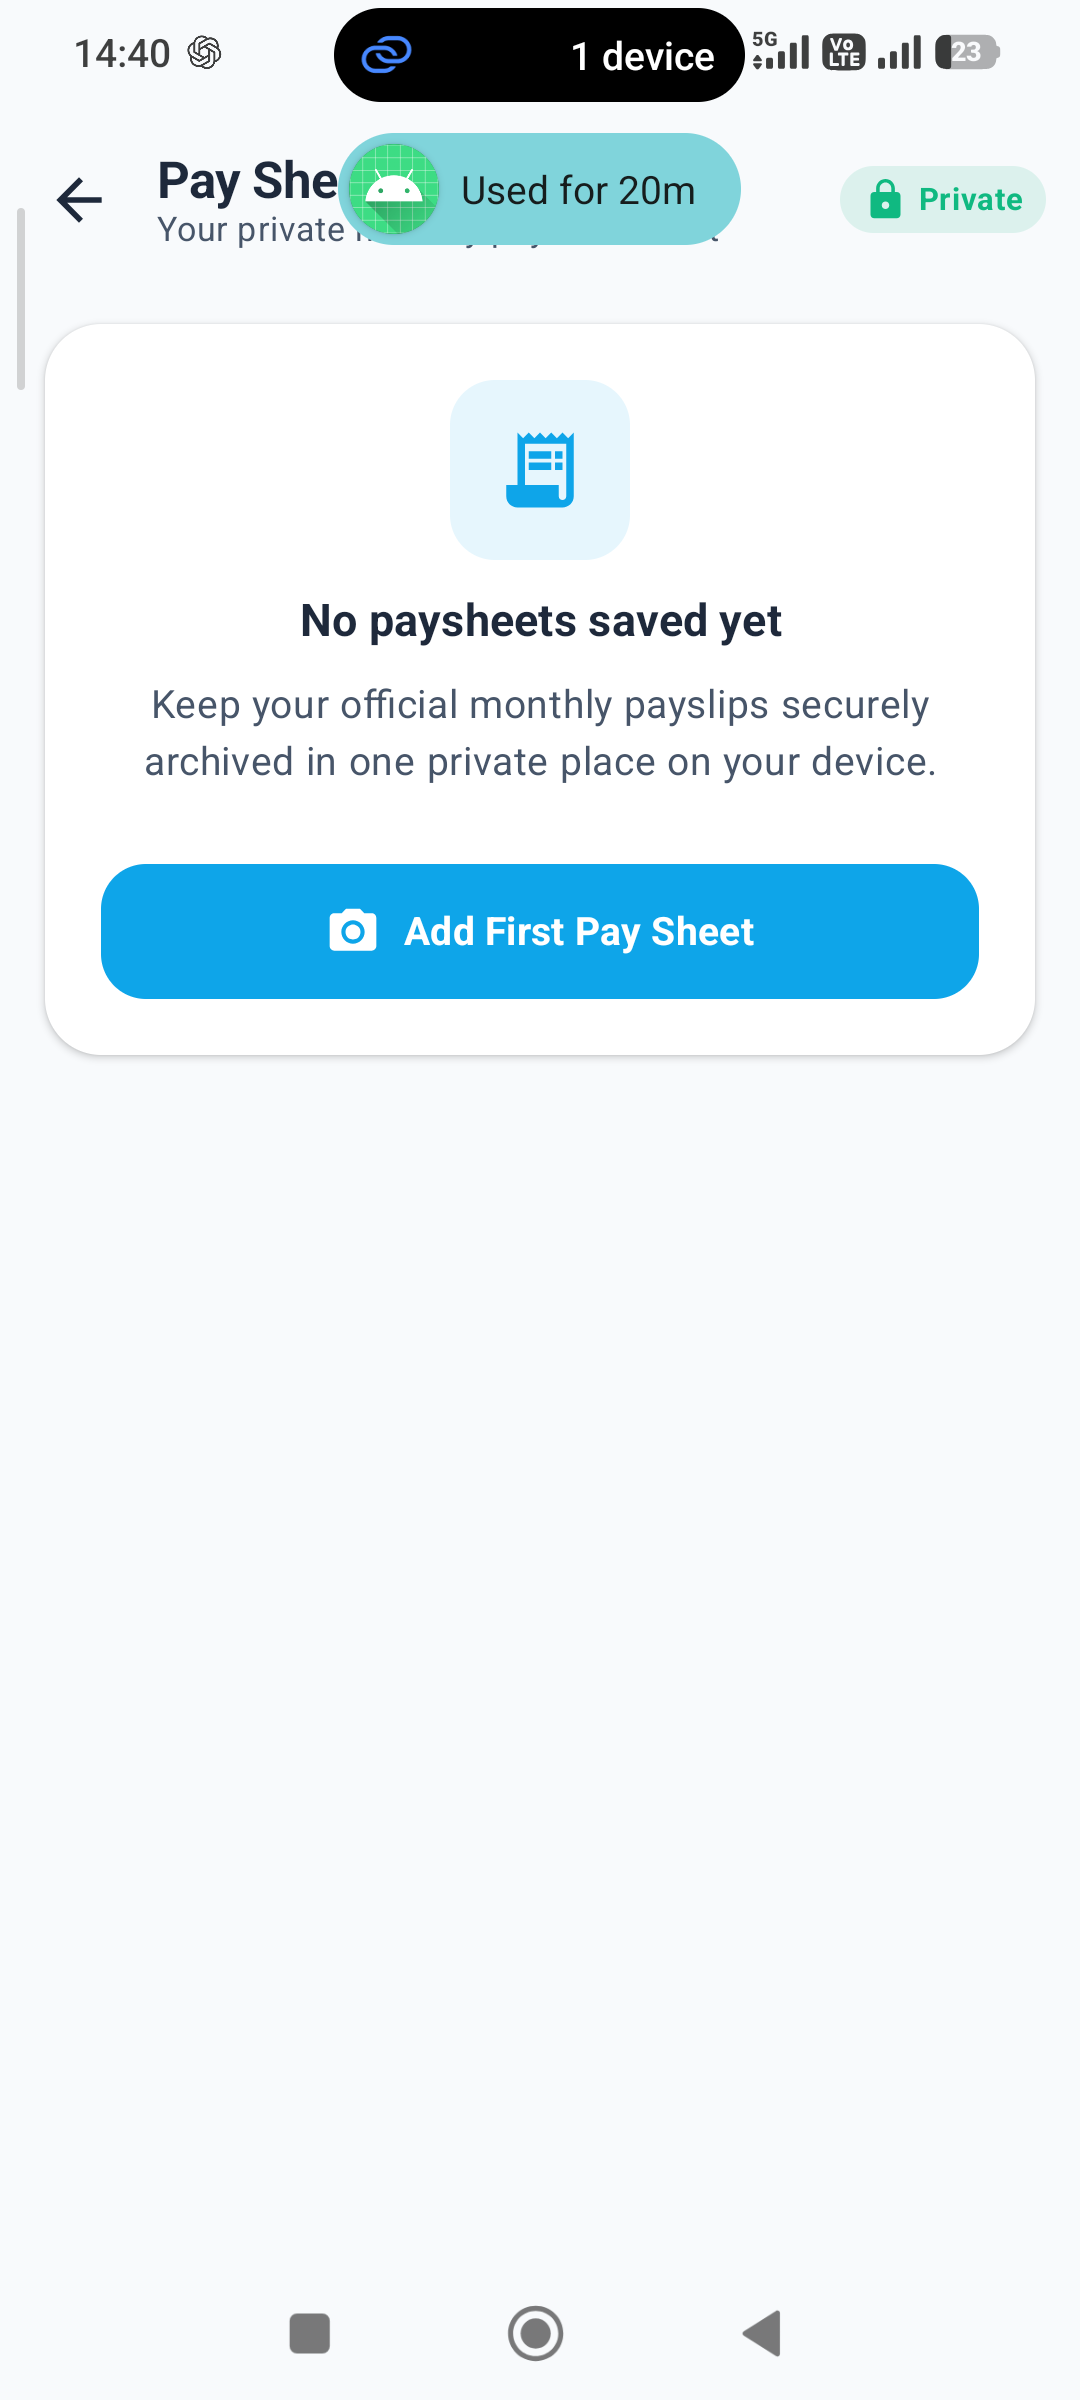 14:40
1 device
5G
Vo
LTE
23
Pay She
Used for 20m
Your private
Private
No paysheets saved yet
Keep your official monthly payslips securely
archived in one private place on your device.
Add First Pay Sheet